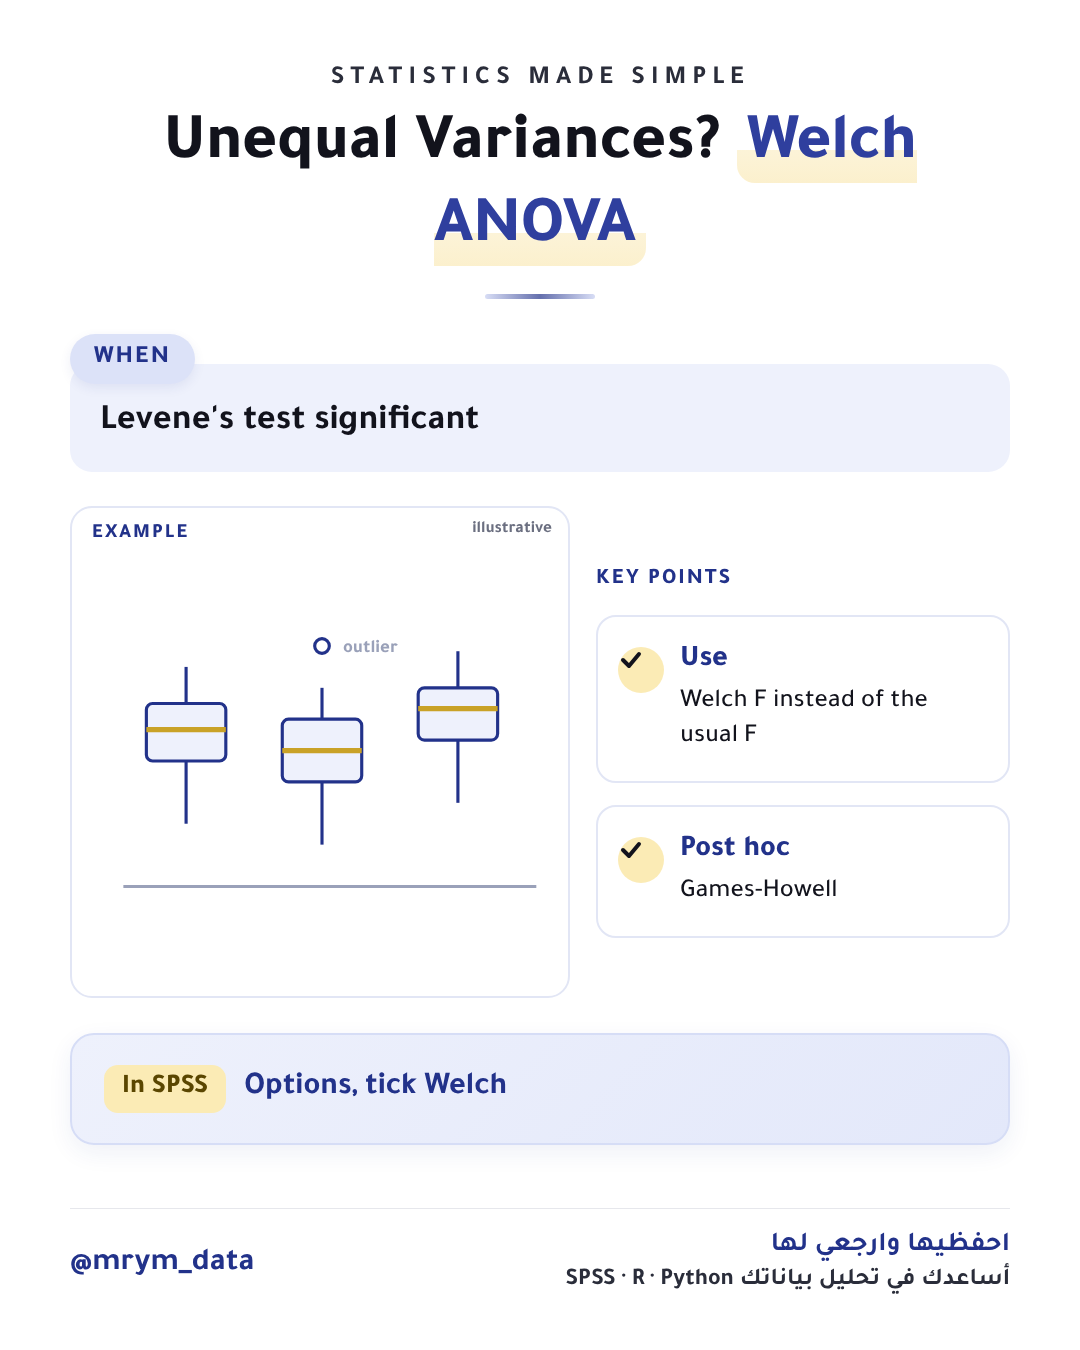 STATISTICS MADE SIMPLE
Unequal Variances? Welch
ANOVA
WHEN
Levene's test significant
EXAMPLE
illustrative
outlier
KEY POINTS
Use
Welch F instead of the
usual F
Post hoc
Games-Howell
In SPSS Options, tick Welch
@mrym_data
احفظيها وارجعي لها
أساعدك في تحليل بياناتك SPSS · R · Python